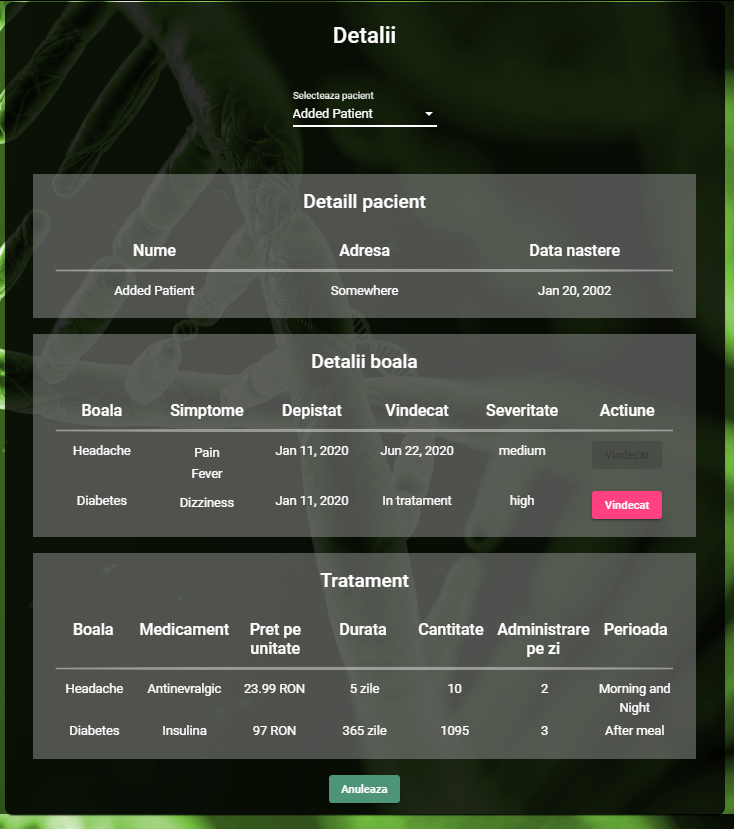 Detalii
Selecteaza pacient
Added Patient
Detaill pacient
Nume Adresa Data nastere
Added Patient Somewhere Jan 20, 2002
Detalii boala
Boala Simptome Depistat Vindecat Severitate Actiune
Headache Pain Jan 11, 2020 Jun 22, 2020 medium Vindecat
Fever
Diabetes Dizziness Jan 11, 2020 In tratament high Vindecat
Tratament
Boala Medicament Pret pe Durata Cantitate Administrare Perioada
unitate pe zi
Headache Antinevralgic 23.99 RON 5 zile 10 2 Morning and
Night
Diabetes Insulina 97 RON 365 zile 1095 3 After meal
Anuleaza